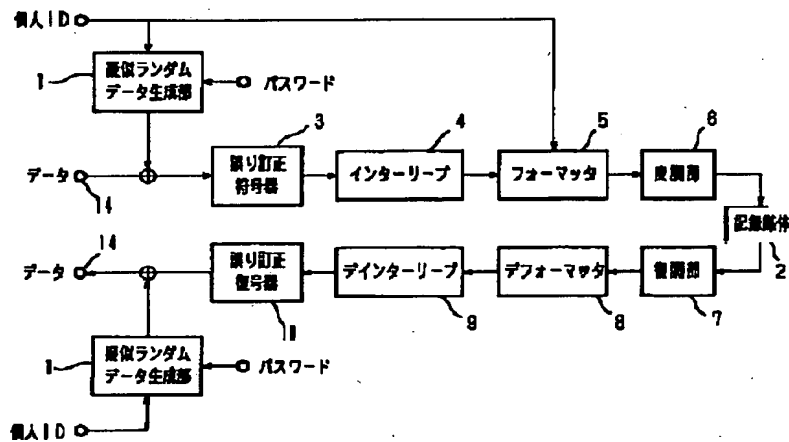 個人ID
1
疑似ランダム
データ生成部
パスワード
3
4
5
6
データ
14
誤り訂正
符号器
インターリーブ
フォーマッタ
変調部
記録媒体
2
データ
14
誤り訂正
復号器
11
デインターリーブ
9
デフォーマッタ
8
復調部
7
1
疑似ランダム
データ生成部
パスワード
個人ID